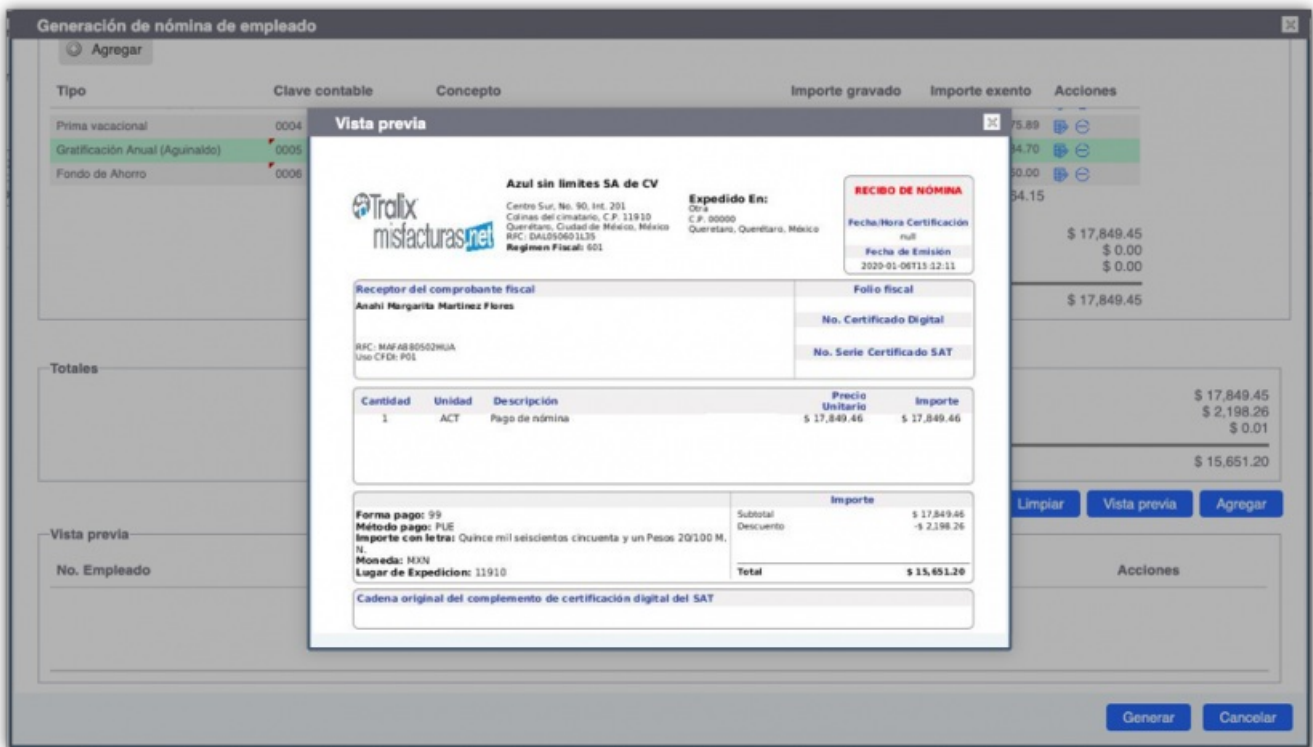 Generación de nómina de empleado
Agregar
Tipo Clave contable Concepto Importe gravado Importe exento Acciones
Prima vacacional 0004 75.89
Gratificación Anual (Aguinaldo) 0005 34.70
Fondo de Ahorro 0006 50.00
54.15
$ 17,849.45
$ 0.00
$ 0.00
$ 17,849.45
Totales
$ 17,849.45
$ 2,198.26
$ 0.01
$ 15,651.20
Limpiar Vista previa Agregar
Vista previa
No. Empleado Acciones
Generar Cancelar
Vista previa
Tralix
misfacturas.net
Azul sin limites SA de CV
Centro Sur, No. 90, Int. 201
Colinas del cimatario, C.P. 11910
Querétaro, Ciudad de México, México
RFC: DAL050601L35
Regimen Fiscal: 601
Expedido En:
Otra
C.P. 00000
Queretaro, Querétaro, México
RECIBO DE NÓMINA
Fecha/Hora Certificación
null
Fecha de Emisión
2020-01-06T15:12:11
Receptor del comprobante fiscal
Anahi Margarita Martinez Flores
RFC: MAFA880502HUA
Uso CFDI: P01
Folio fiscal
No. Certificado Digital
No. Serie Certificado SAT
Cantidad Unidad Descripción Precio Unitario Importe
1 ACT Pago de nómina $ 17,849.46 $ 17,849.46
Forma pago: 99
Método pago: PUE
Importe con letra: Quince mil seiscientos cincuenta y un Pesos 20/100 M.
N.
Moneda: MXN
Lugar de Expedicion: 11910
Importe
Subtotal $ 17,849.46
Descuento -$ 2,198.26
Total $ 15,651.20
Cadena original del complemento de certificación digital del SAT